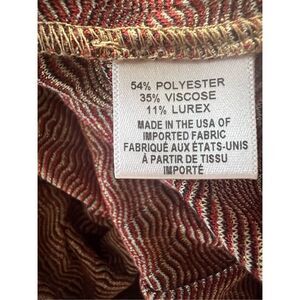 54% POLYESTER
35% VISCOSE
11% LUREX
MADE IN THE USA OF
IMPORTED FABRIC
FABRIQUÉ AUX ÉTATS-UNIS
À PARTIR DE TISSU
IMPORTÉ